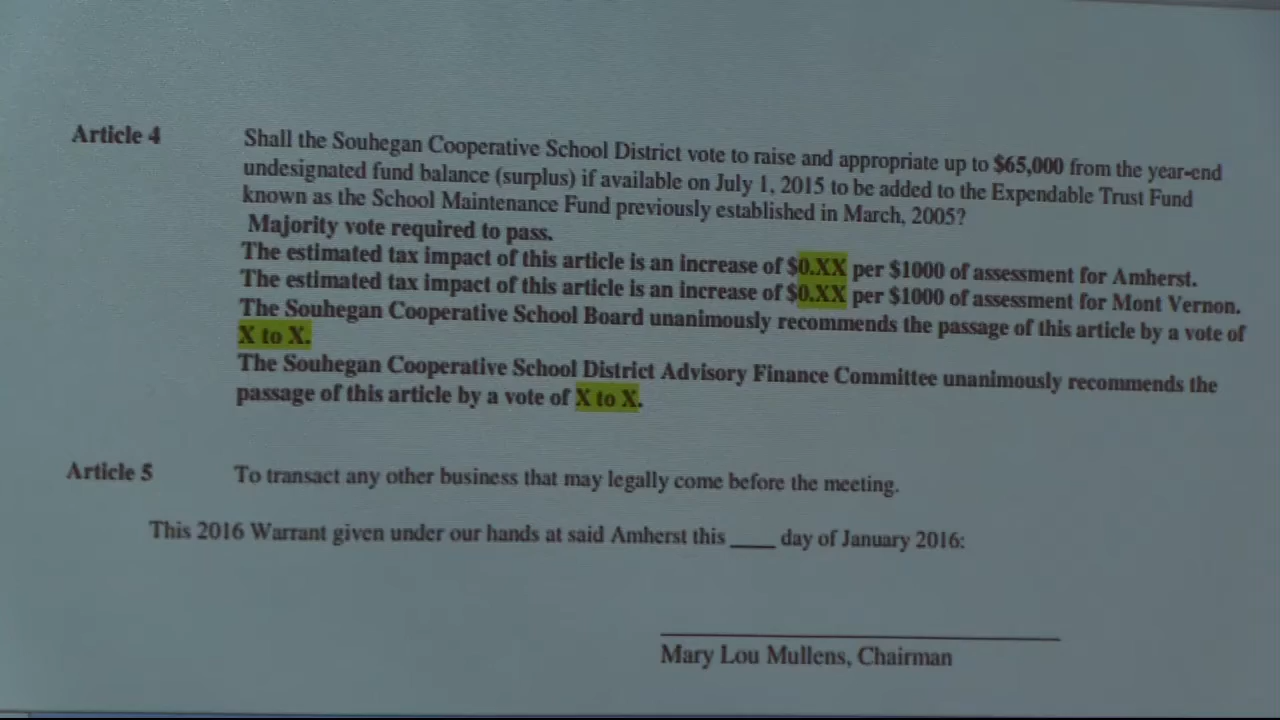 Article 4 Shall the Souhegan Cooperative School District vote to raise and appropriate up to $65,000 from the year-end
undesignated fund balance (surplus) if available on July 1, 2015 to be added to the Expendable Trust Fund
known as the School Maintenance Fund previously established in March, 2005?
Majority vote required to pass.
The estimated tax impact of this article is an increase of $0.XX per $1000 of assessment for Amherst.
The estimated tax impact of this article is an increase of $0.XX per $1000 of assessment for Mont Vernon.
The Souhegan Cooperative School Board unanimously recommends the passage of this article by a vote of
X to X.
The Souhegan Cooperative School District Advisory Finance Committee unanimously recommends the
passage of this article by a vote of X to X.
Article 5 To transact any other business that may legally come before the meeting.
This 2016 Warrant given under our hands at said Amherst this ____ day of January 2016:
Mary Lou Mullens, Chairman